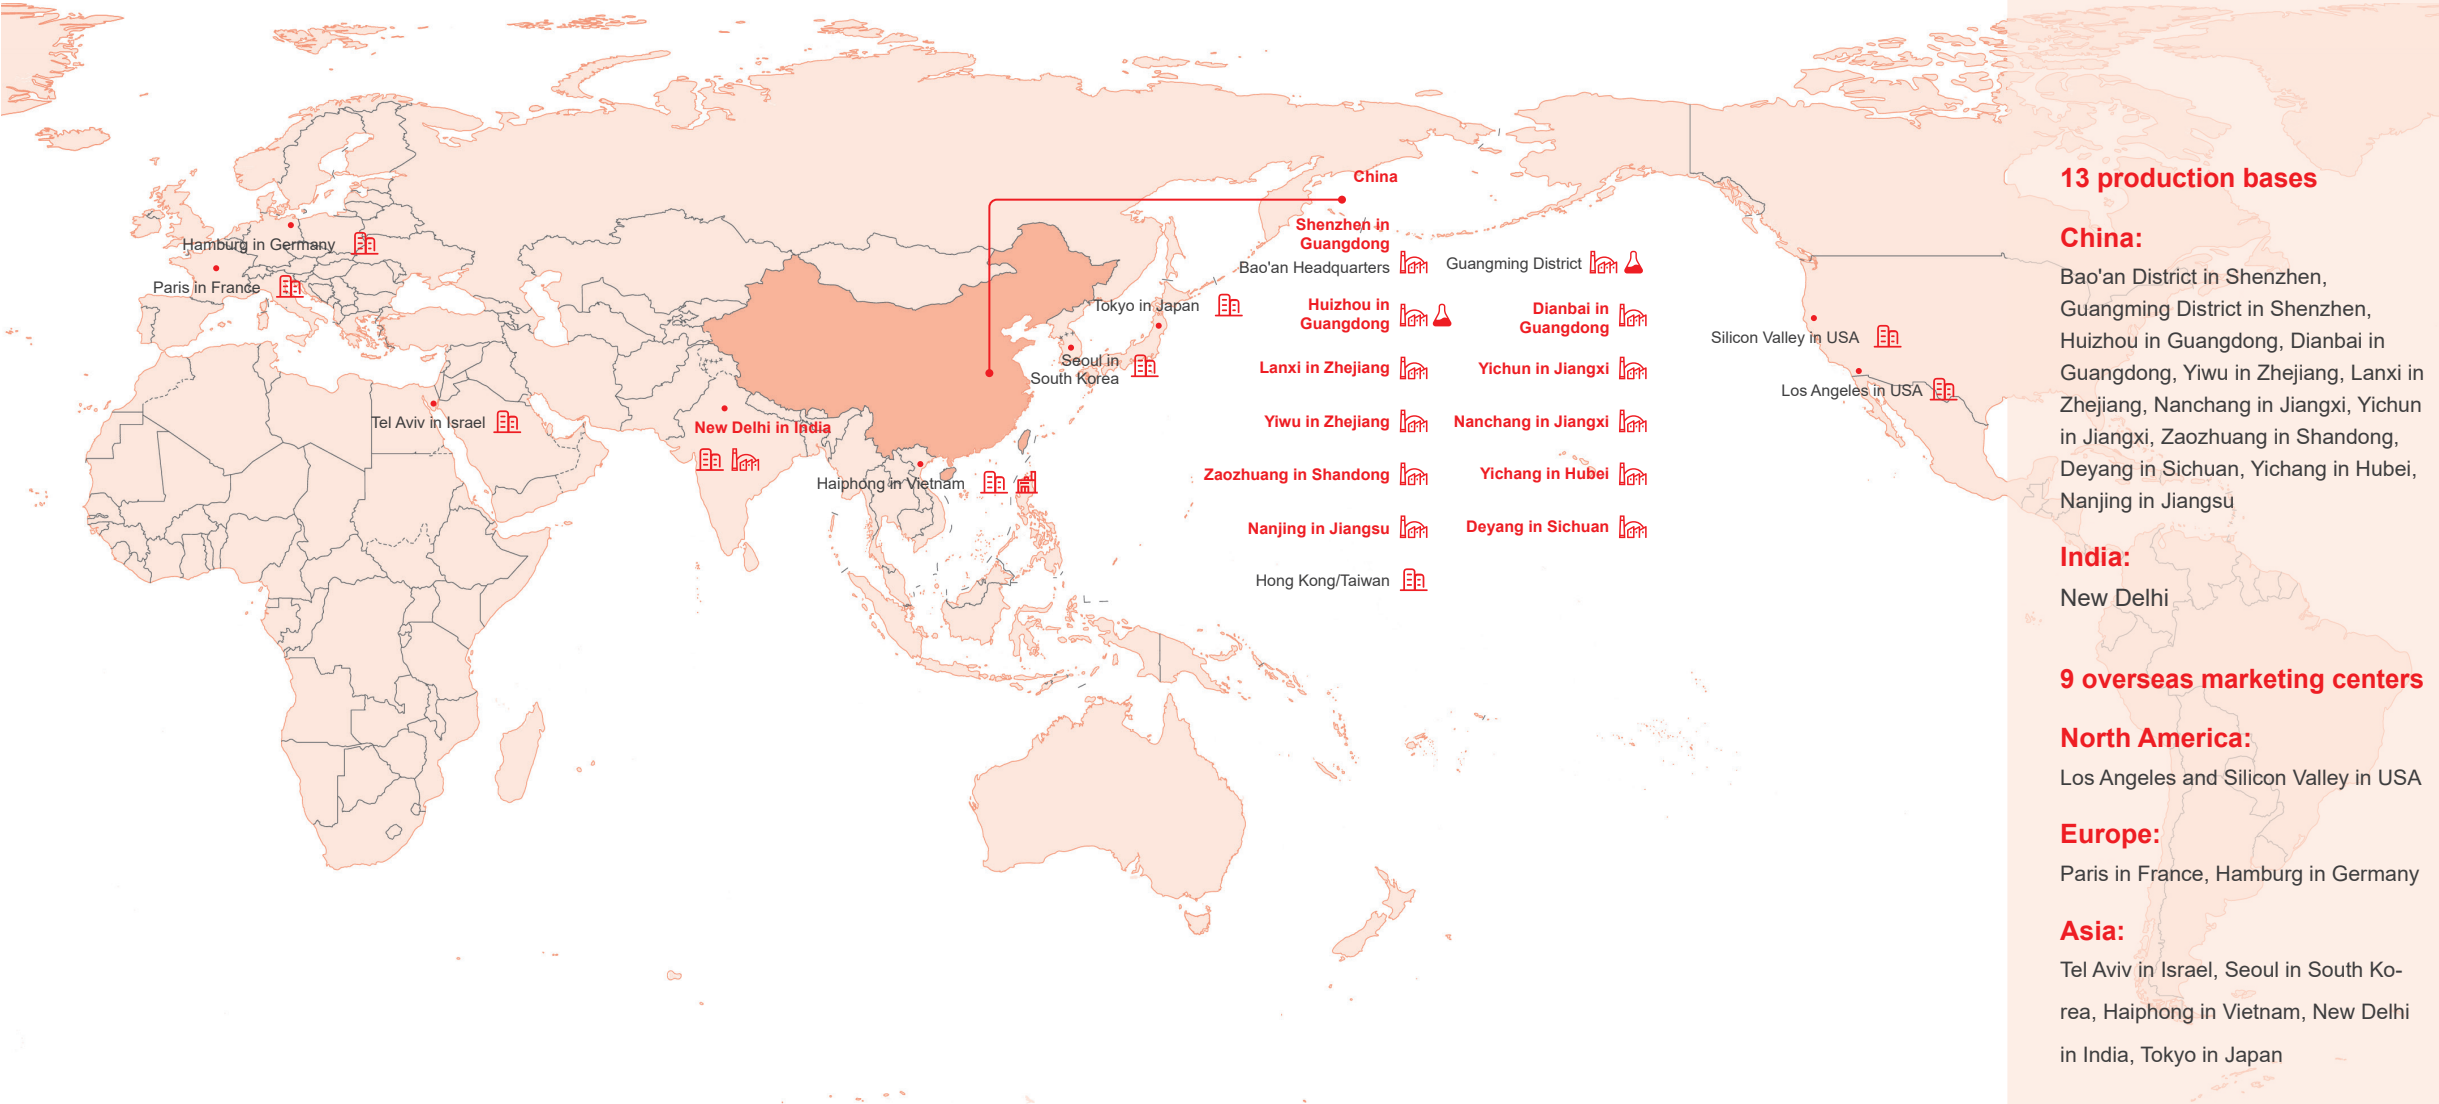 China
Shenzhen in
Guangdong
Bao'an Headquarters
Guangming District
Huizhou in
Guangdong
Dianbai in
Guangdong
Lanxi in Zhejiang
Yichun in Jiangxi
Yiwu in Zhejiang
Nanchang in Jiangxi
Zaozhuang in Shandong
Yichang in Hubei
Nanjing in Jiangsu
Deyang in Sichuan
Hong Kong/Taiwan
Hamburg in Germany
Paris in France
Tel Aviv in Israel
New Delhi in India
Haiphong in Vietnam
Tokyo in Japan
Seoul in
South Korea
Silicon Valley in USA
Los Angeles in USA
13 production bases
China:
Bao'an District in Shenzhen,
Guangming District in Shenzhen,
Huizhou in Guangdong, Dianbai in
Guangdong, Yiwu in Zhejiang, Lanxi in
Zhejiang, Nanchang in Jiangxi, Yichun
in Jiangxi, Zaozhuang in Shandong,
Deyang in Sichuan, Yichang in Hubei,
Nanjing in Jiangsu
India:
New Delhi
9 overseas marketing centers
North America:
Los Angeles and Silicon Valley in USA
Europe:
Paris in France, Hamburg in Germany
Asia:
Tel Aviv in Israel, Seoul in South Ko-
rea, Haiphong in Vietnam, New Delhi
in India, Tokyo in Japan